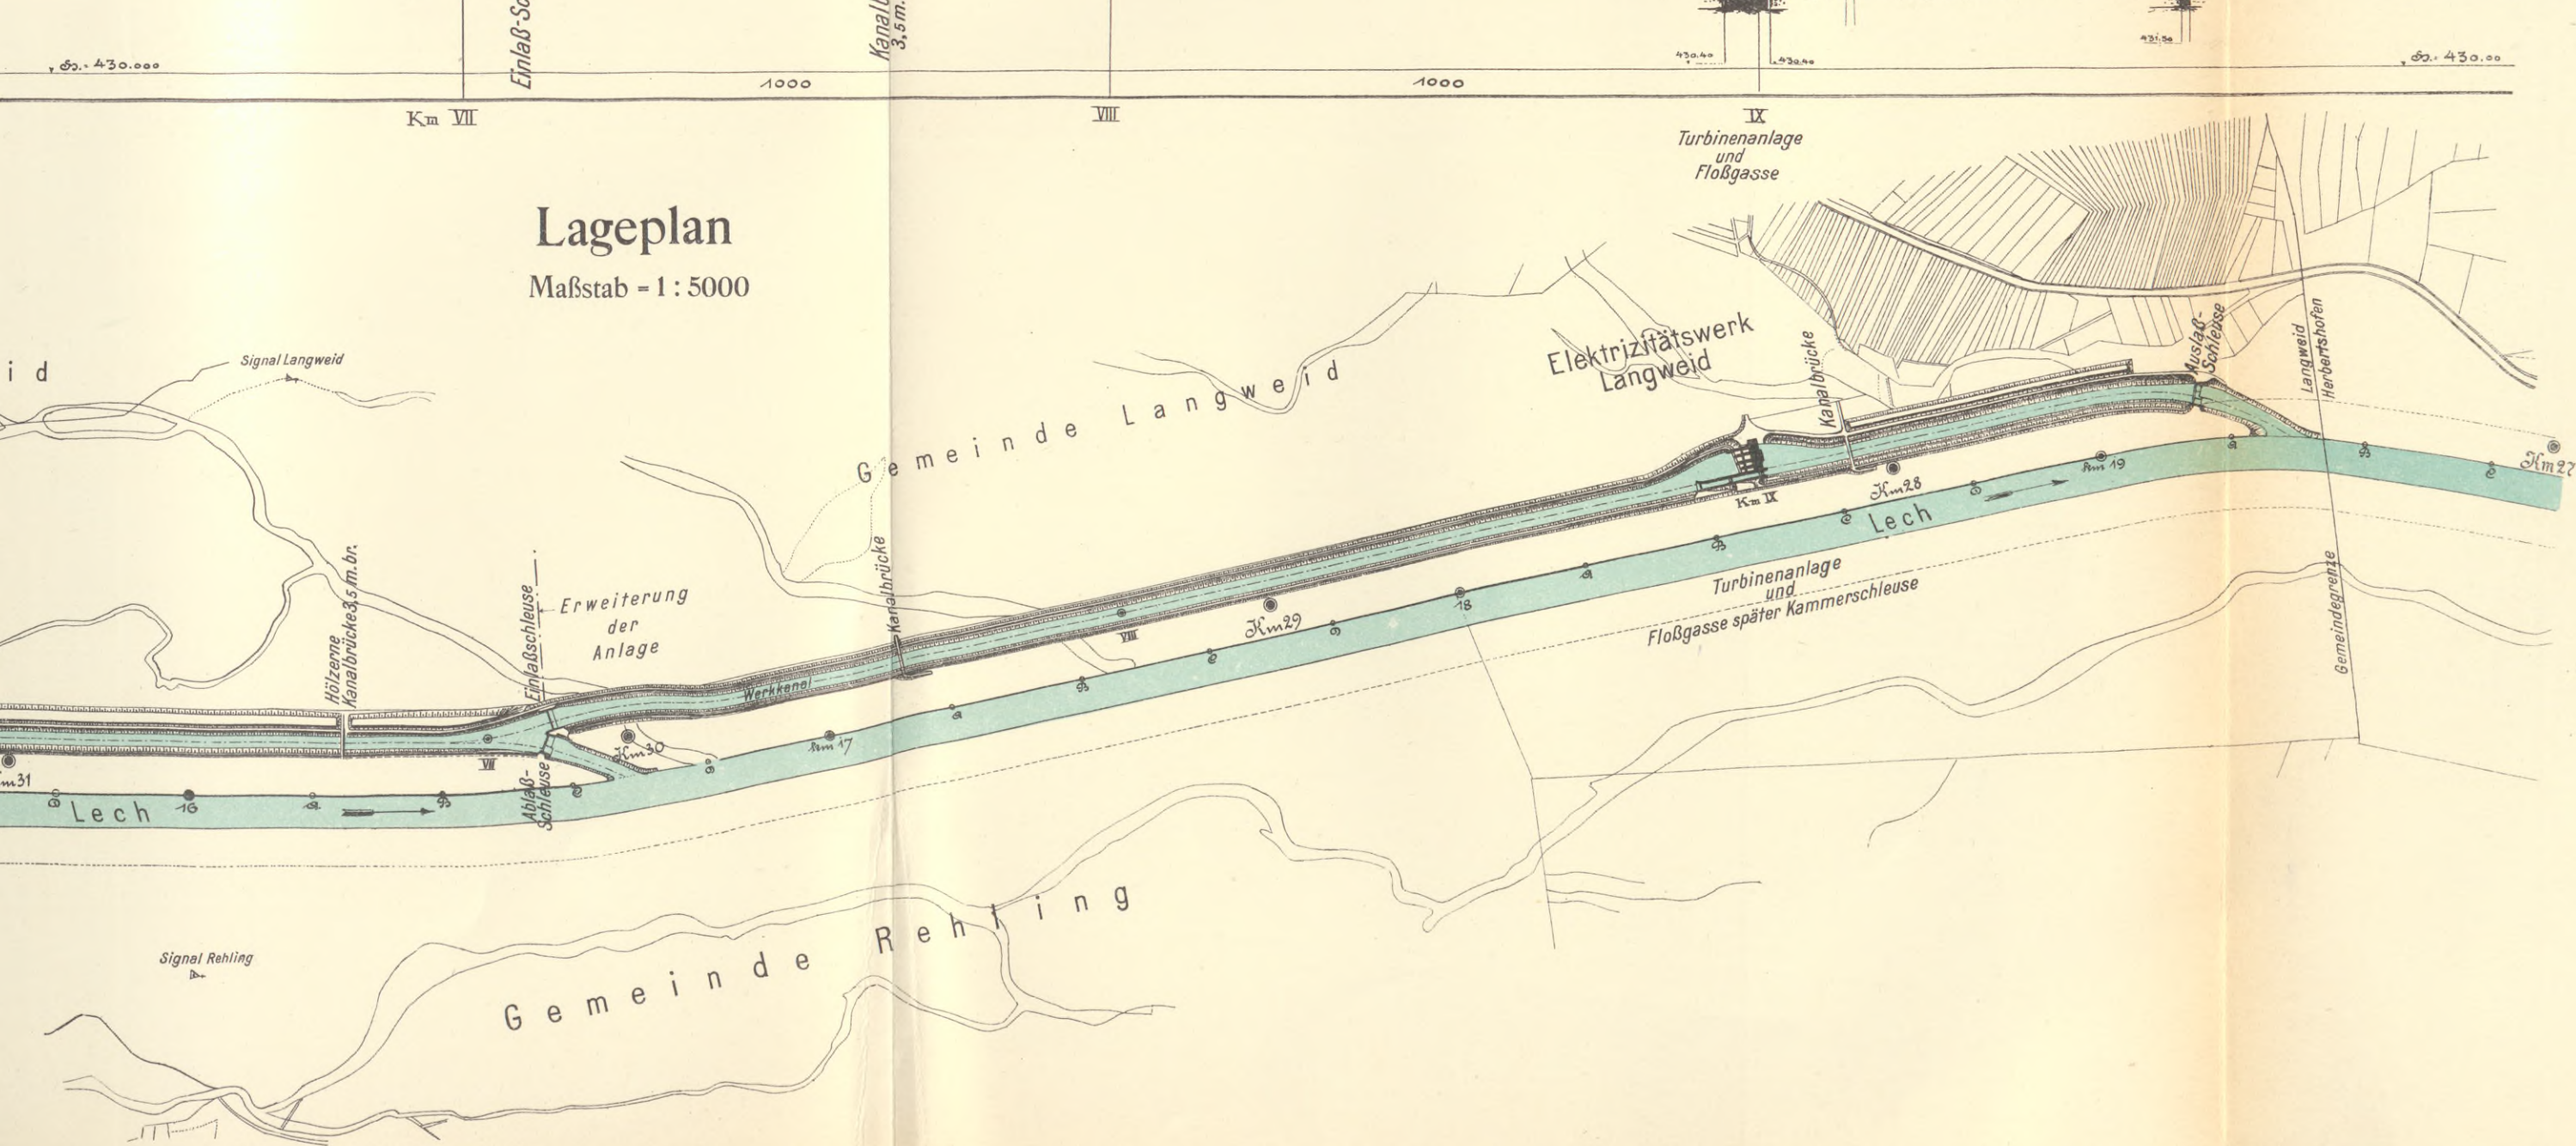 Einlaß-Sc
Kanalb
3,5 m.
430.40
430.40
431.50
430.000
430.00
1000
1000
Km VII
VIII
IX
Turbinenanlage
und
Floßgasse
Lageplan
Maßstab = 1:5000
Signal Langweid
id
Gemeinde Langweid
Elektrizitätswerk
Langweid
Kanalbrücke
Auslaß-
Schleuse
Langweid
Herbertshofen
Km 27
Km 19
Km 28
Km IX
Lech
Turbinenanlage
und
Floßgasse später Kammerschleuse
Gemeindegrenze
18
Km 29
VIII
Kanalbrücke
Hölzerne
Kanalbrücke 3,5 m. br.
Einlaßschleuse
Erweiterung
der
Anlage
Werkkanal
Km 30
Km 17
VII
Ablaß-
Schleuse
m 31
16
Lech
Gemeinde Rehling
Signal Rehling